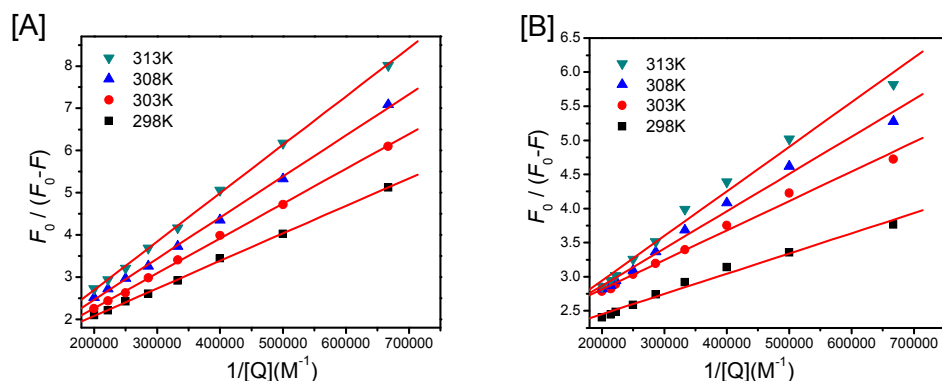 [A]
F₀ / (F₀-F)
8
7
6
5
4
3
2
313K
308K
303K
298K
200000 300000 400000 500000 600000 700000
1/[Q](M⁻¹)
[B]
F₀ / (F₀-F)
6.5
6.0
5.5
5.0
4.5
4.0
3.5
3.0
2.5
313K
308K
303K
298K
200000 300000 400000 500000 600000 700000
1/[Q](M⁻¹)